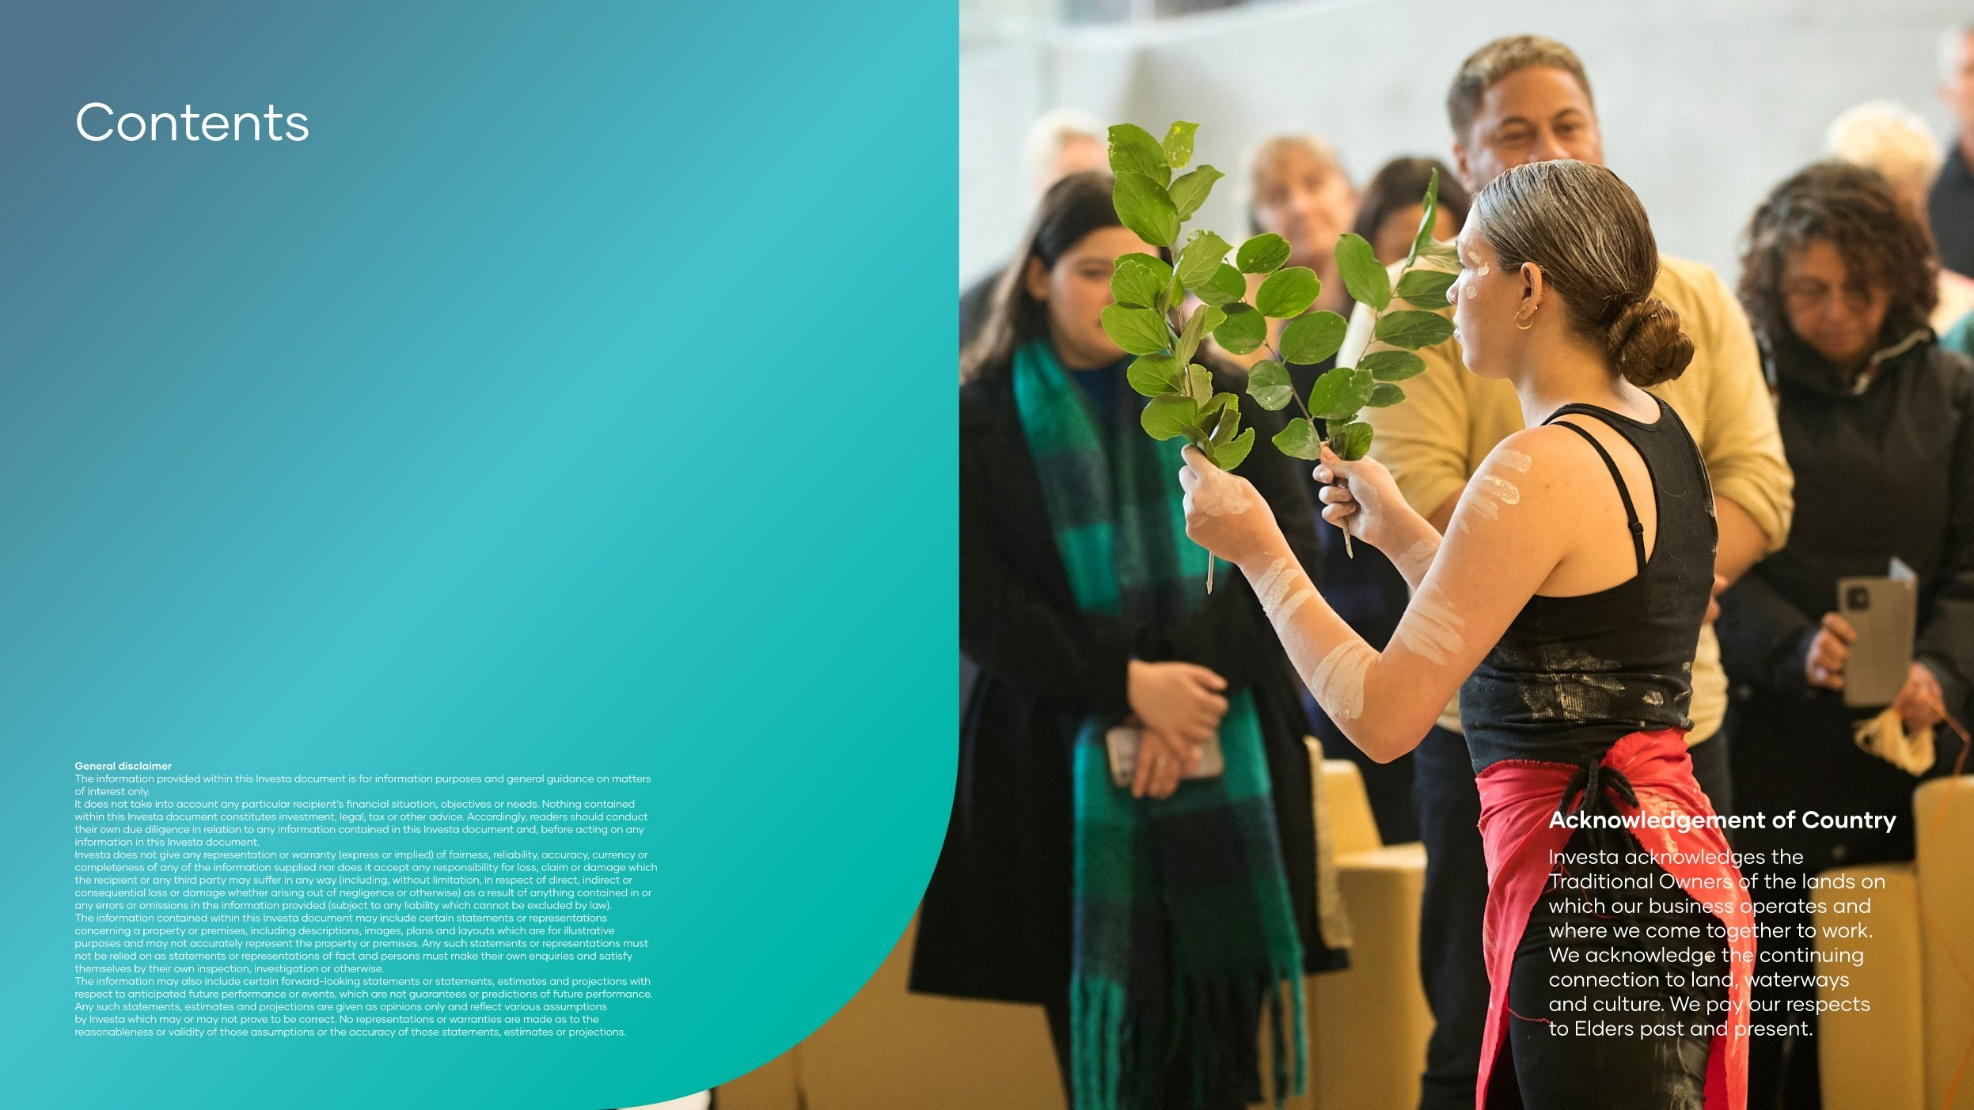 Contents
General disclaimer
The information provided within this Investa document is for information purposes and general guidance on matters
of interest only.
It does not take into account any particular recipient's financial situation, objectives or needs. Nothing contained
within this Investa document constitutes investment, legal, tax or other advice. Accordingly, readers should conduct
their own due diligence in relation to any information contained in this Investa document and, before acting on any
information in this Investa document.
Investa does not give any representation or warranty (express or implied) of fairness, reliability, accuracy, currency or
completeness of any of the information supplied nor does it accept any responsibility for loss, claim or damage which
the recipient or any third party may suffer in any way (including, without limitation, in respect of direct, indirect or
consequential loss or damage whether arising out of negligence or otherwise) as a result of anything contained in or
any errors or omissions in the information provided (subject to any liability which cannot be excluded by law).
The information contained within this Investa document may include certain statements or representations
concerning a property or premises, including descriptions, images, plans and layouts which are for illustrative
purposes and may not accurately represent the property or premises. Any such statements or representations must
not be relied on as statements or representations of fact and persons must make their own enquiries and satisfy
themselves by their own inspection, investigation or otherwise.
The information may also include certain forward-looking statements or statements, estimates and projections with
respect to anticipated future performance or events, which are not guarantees or predictions of future performance.
Any such statements, estimates and projections are given as opinions only and reflect various assumptions
by Investa which may or may not prove to be correct. No representations or warranties are made as to the
reasonableness or validity of those assumptions or the accuracy of those statements, estimates or projections.
Acknowledgement of Country
Investa acknowledges the
Traditional Owners of the lands on
which our business operates and
where we come together to work.
We acknowledge the continuing
connection to land, waterways
and culture. We pay our respects
to Elders past and present.